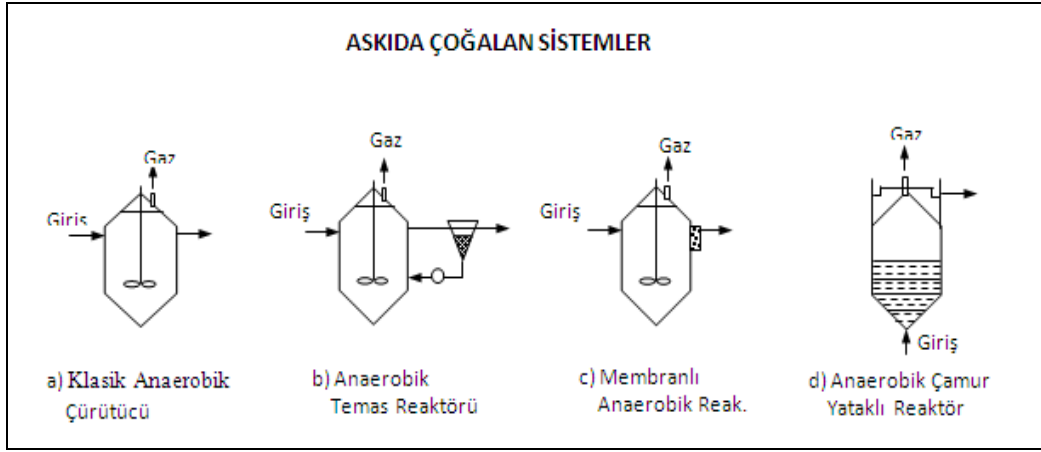 ASKIDA ÇOĞALAN SİSTEMLER
Gaz
Giriş
a) Klasik Anaerobik
Çürütücü
Gaz
Giriş
b) Anaerobik
Temas Reaktörü
Gaz
Giriş
c) Membranlı
Anaerobik Reak.
Gaz
Giriş
d) Anaerobik Çamur
Yataklı Reaktör